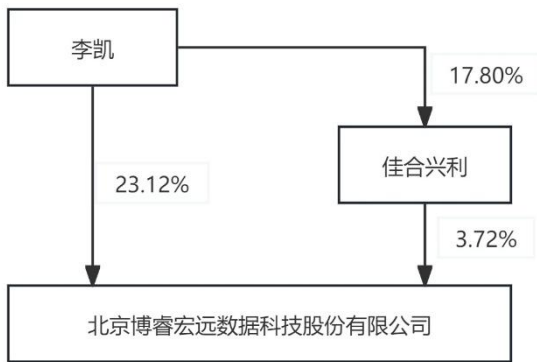 李凯
17.80%
佳合兴利
23.12%
3.72%
北京博睿宏远数据科技股份有限公司